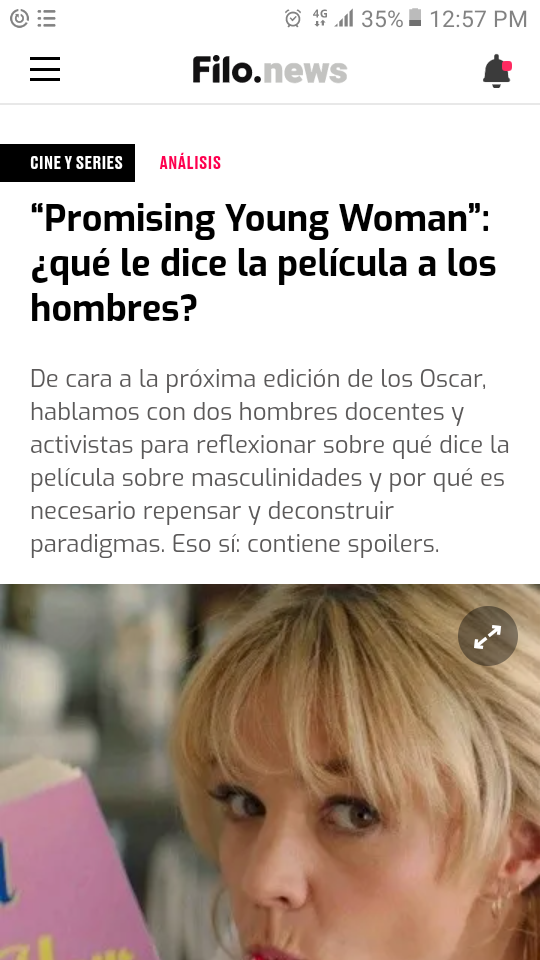 4G 35% 12:57 PM
Filo.news
CINE Y SERIES ANÁLISIS
“Promising Young Woman”:
¿qué le dice la película a los
hombres?
De cara a la próxima edición de los Oscar,
hablamos con dos hombres docentes y
activistas para reflexionar sobre qué dice la
película sobre masculinidades y por qué es
necesario repensar y deconstruir
paradigmas. Eso sí: contiene spoilers.